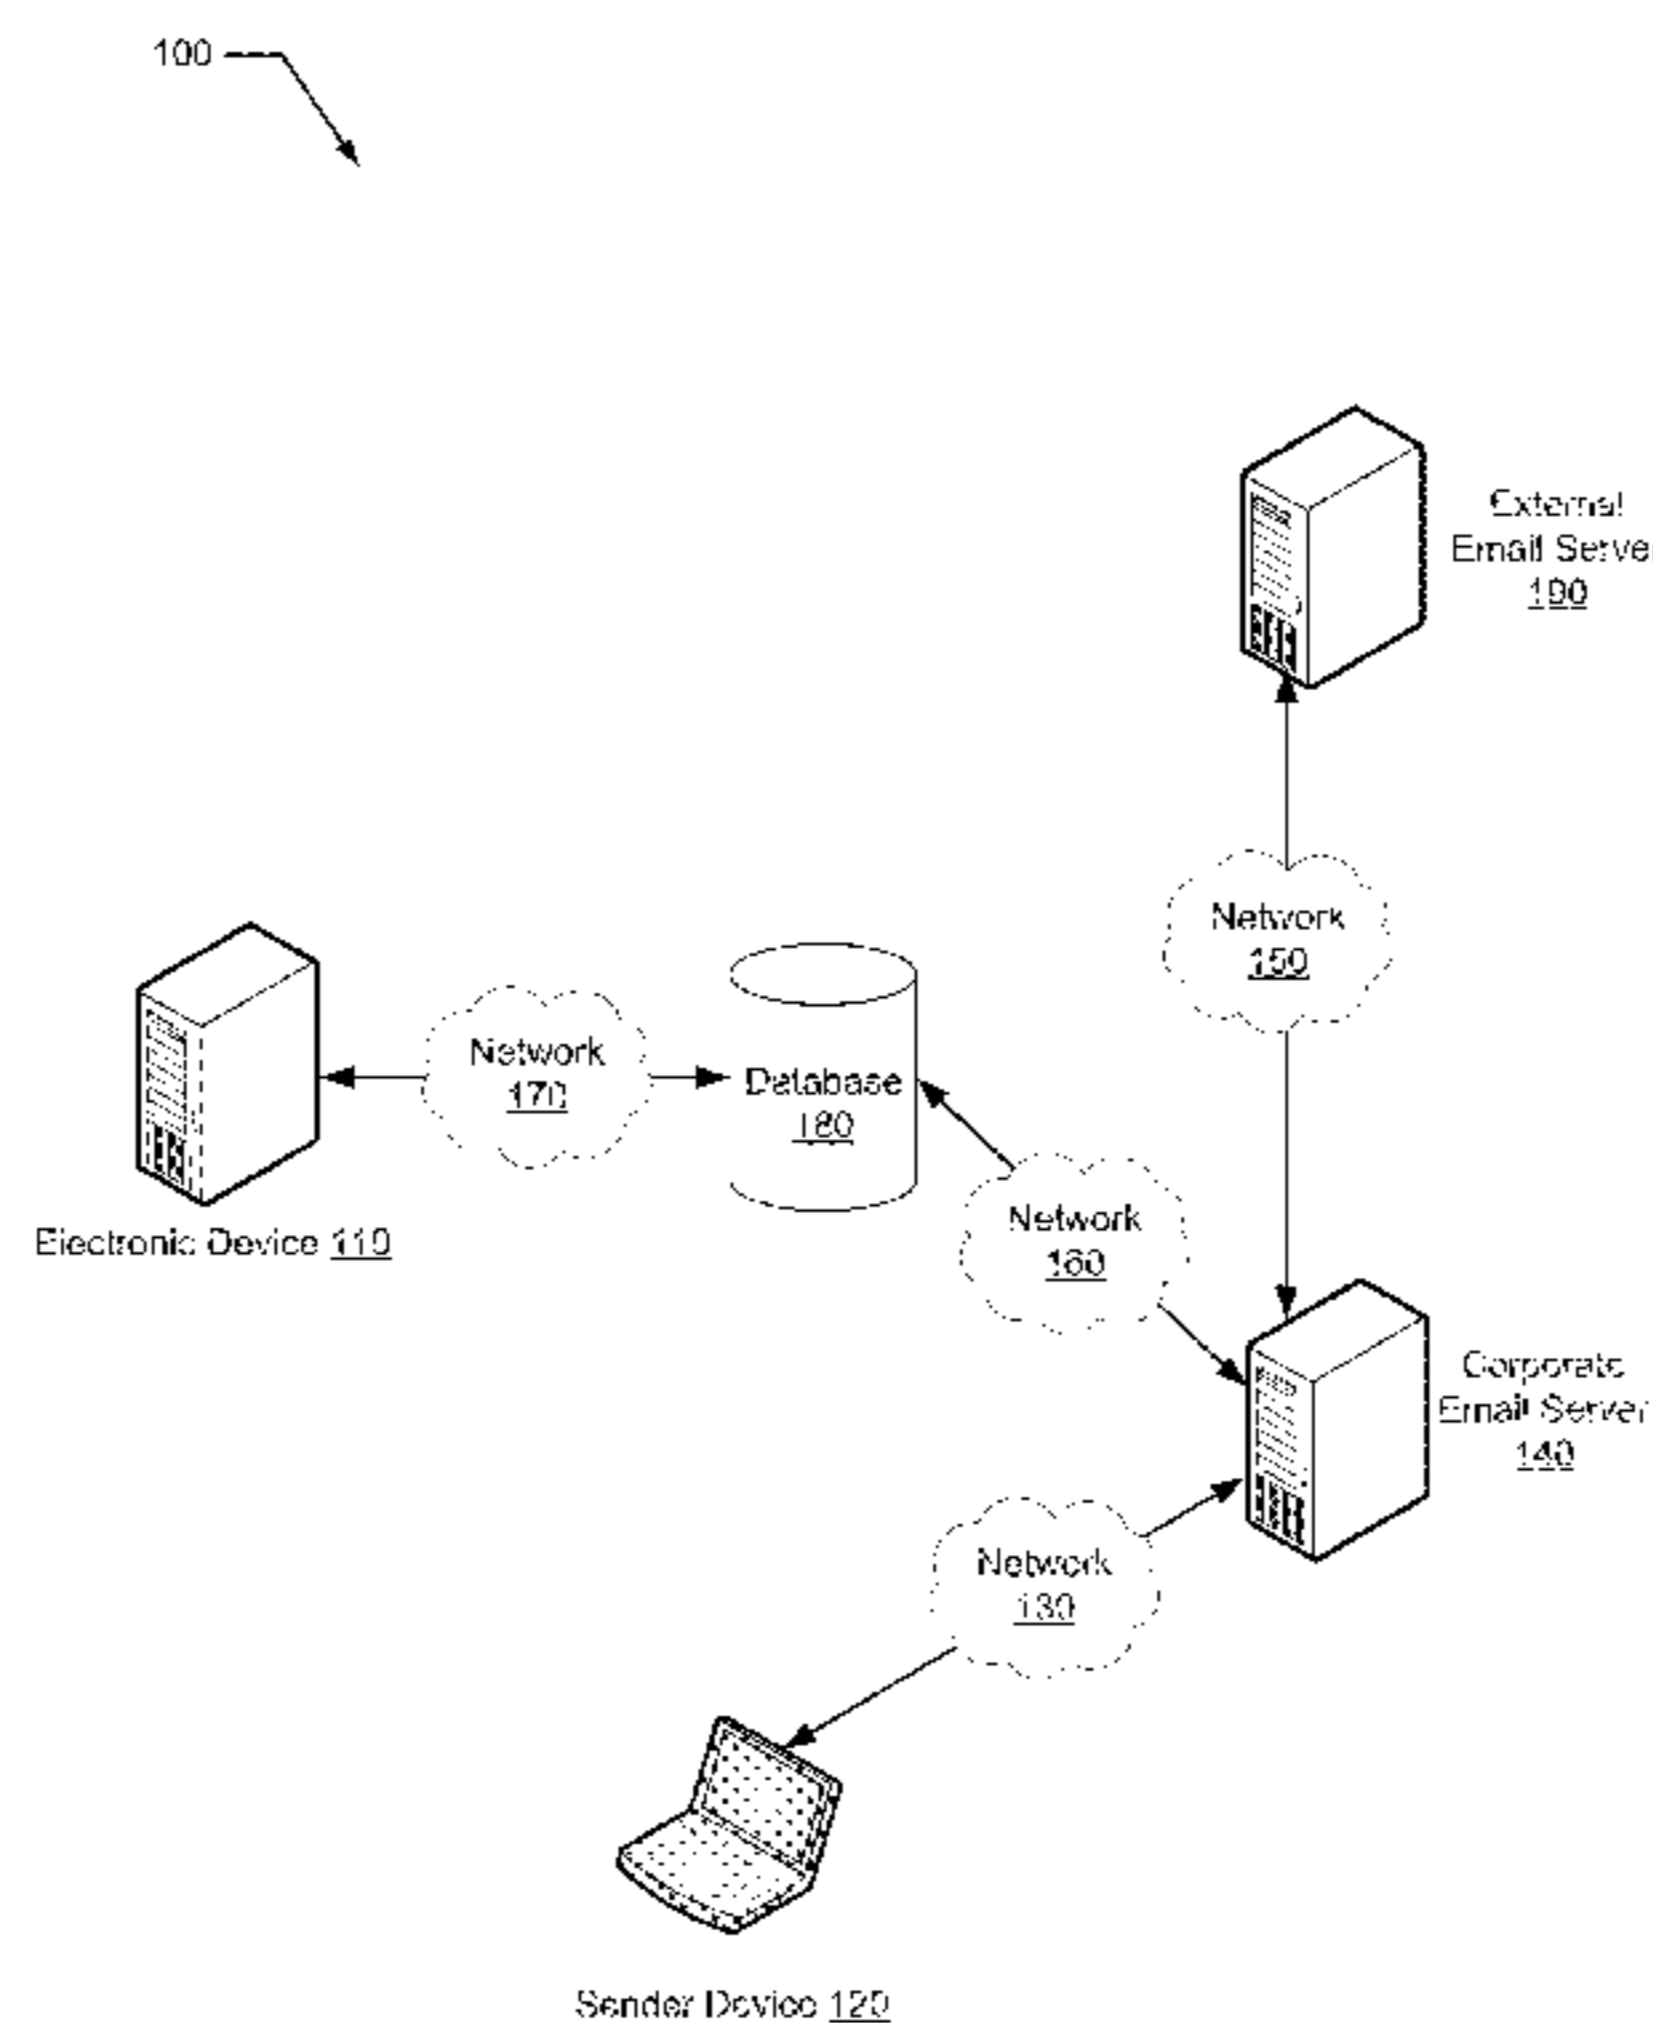 100
External
Email Serve
190
Network
150
Network
170
Database
180
Network
160
Electronic Device 110
Corporate
Email Server
140
Network
130
Sender Device 120